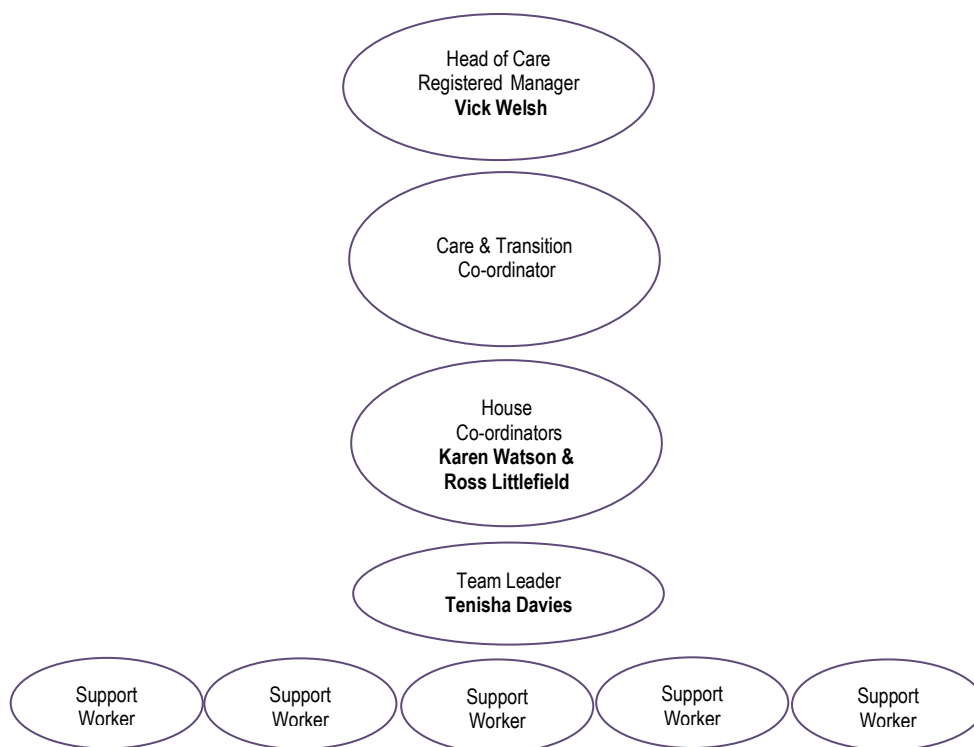 Head of Care
Registered Manager
Vick Welsh
Care & Transition
Co-ordinator
House
Co-ordinators
Karen Watson &
Ross Littlefield
Team Leader
Tenisha Davies
Support
Worker
Support
Worker
Support
Worker
Support
Worker
Support
Worker